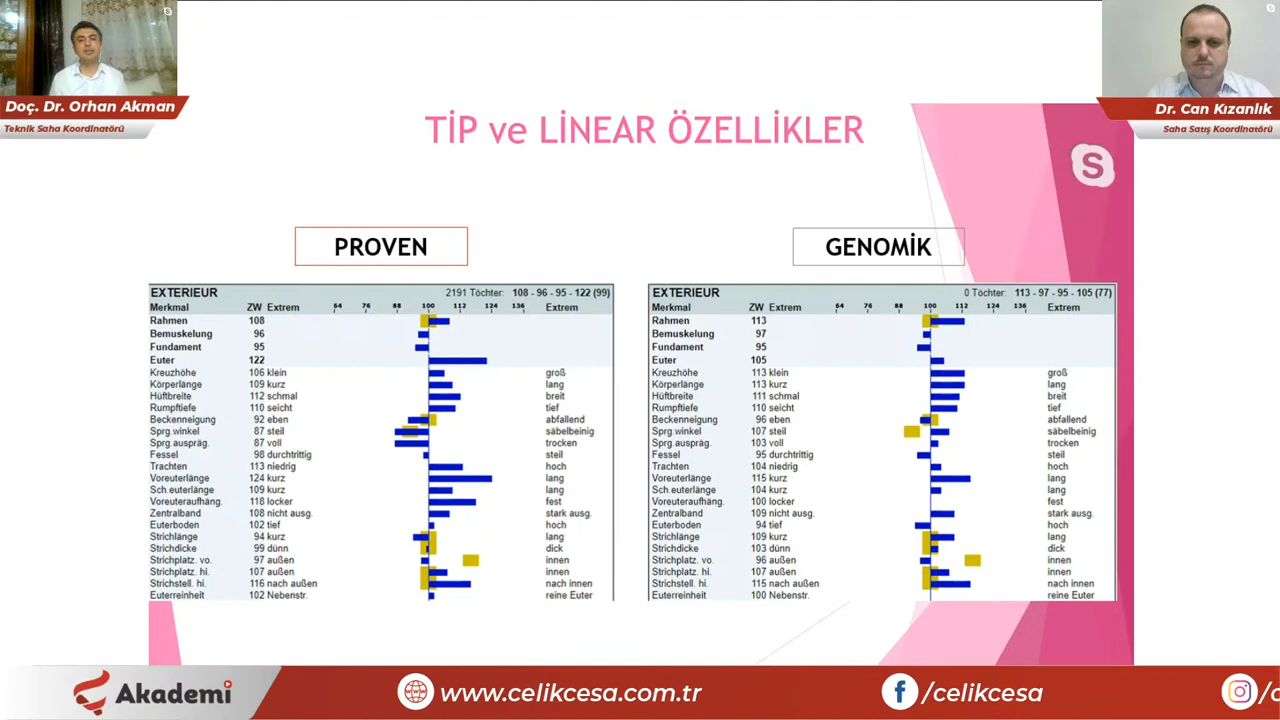 Doç. Dr. Orhan Akman
Teknik Saha Koordinatörü
Dr. Can Kızanlık
Saha Satış Koordinatörü
TİP ve LİNEAR ÖZELLİKLER
PROVEN
EXTERIEUR 2191 Töchter: 108 - 96 - 95 - 122 (99)
Merkmal ZW Extrem 64 76 88 100 112 124 136 Extrem
Rahmen 108
Bemuskelung 96
Fundament 95
Euter 122
Kreuzhöhe 106 klein groß
Körperlänge 109 kurz lang
Hüftbreite 112 schmal breit
Rumpftiefe 110 seicht tief
Beckenneigung 92 eben abfallend
Sprg.winkel 87 steil säbelbeinig
Sprg.auspräg. 87 voll trocken
Fessel 98 durchtrittig steil
Trachten 113 niedrig hoch
Voreuterlänge 124 kurz lang
Sch.euterlänge 109 kurz lang
Voreuteraufhäng. 118 locker fest
Zentralband 108 nicht ausg. stark ausg.
Euterboden 102 tief hoch
Strichlänge 94 kurz lang
Strichdicke 99 dünn dick
Strichplatz. vo. 97 außen innen
Strichplatz. hi. 107 außen innen
Strichstell. hi. 116 nach außen nach innen
Euterreinheit 102 Nebenstr. reine Euter
GENOMİK
EXTERIEUR 0 Töchter: 113 - 97 - 95 - 105 (77)
Merkmal ZW Extrem 64 76 88 100 112 124 136 Extrem
Rahmen 113
Bemuskelung 97
Fundament 95
Euter 105
Kreuzhöhe 113 klein groß
Körperlänge 113 kurz lang
Hüftbreite 111 schmal breit
Rumpftiefe 110 seicht tief
Beckenneigung 96 eben abfallend
Sprg.winkel 107 steil säbelbeinig
Sprg.auspräg. 103 voll trocken
Fessel 95 durchtrittig steil
Trachten 104 niedrig hoch
Voreuterlänge 115 kurz lang
Sch.euterlänge 104 kurz lang
Voreuteraufhäng. 100 locker fest
Zentralband 109 nicht ausg. stark ausg.
Euterboden 94 tief hoch
Strichlänge 109 kurz lang
Strichdicke 103 dünn dick
Strichplatz. vo. 96 außen innen
Strichplatz. hi. 107 außen innen
Strichstell. hi. 115 nach außen nach innen
Euterreinheit 100 Nebenstr. reine Euter
Akademi
www.celikcesa.com.tr
/celikcesa